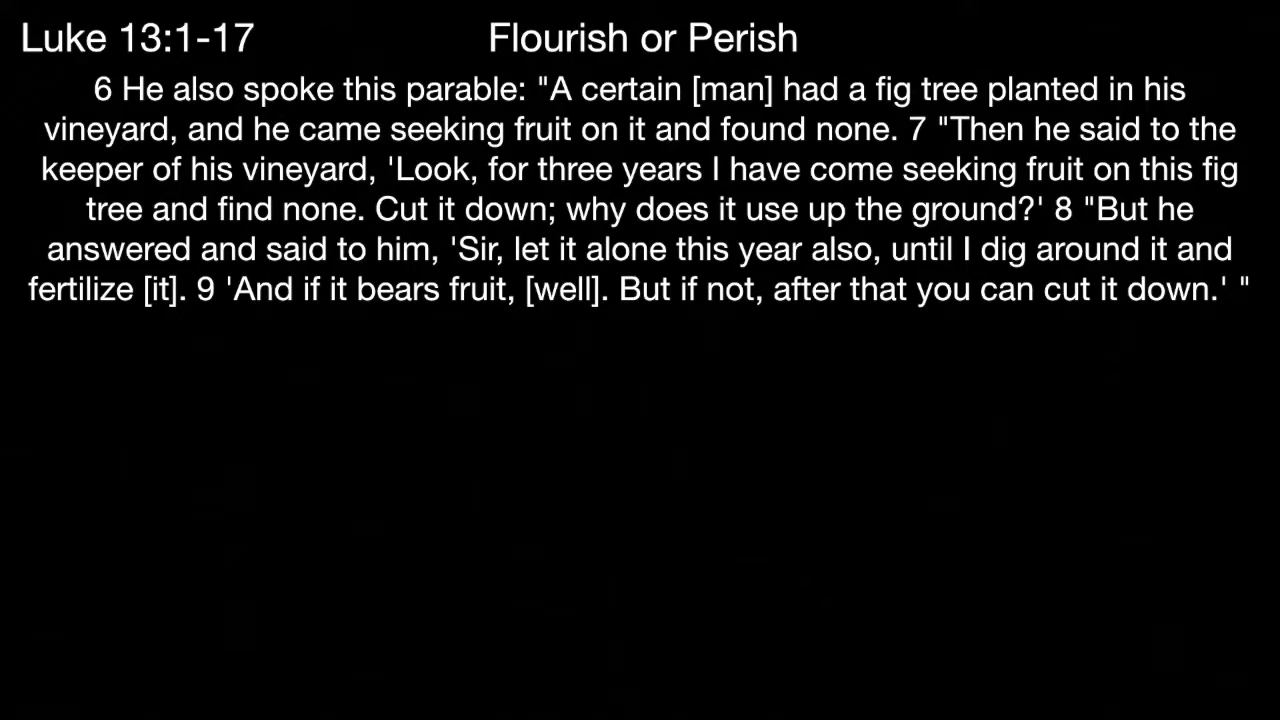 Luke 13:1-17 Flourish or Perish
6 He also spoke this parable: "A certain [man] had a fig tree planted in his
vineyard, and he came seeking fruit on it and found none. 7 "Then he said to the
keeper of his vineyard, 'Look, for three years I have come seeking fruit on this fig
tree and find none. Cut it down; why does it use up the ground?' 8 "But he
answered and said to him, 'Sir, let it alone this year also, until I dig around it and
fertilize [it]. 9 'And if it bears fruit, [well]. But if not, after that you can cut it down.' "